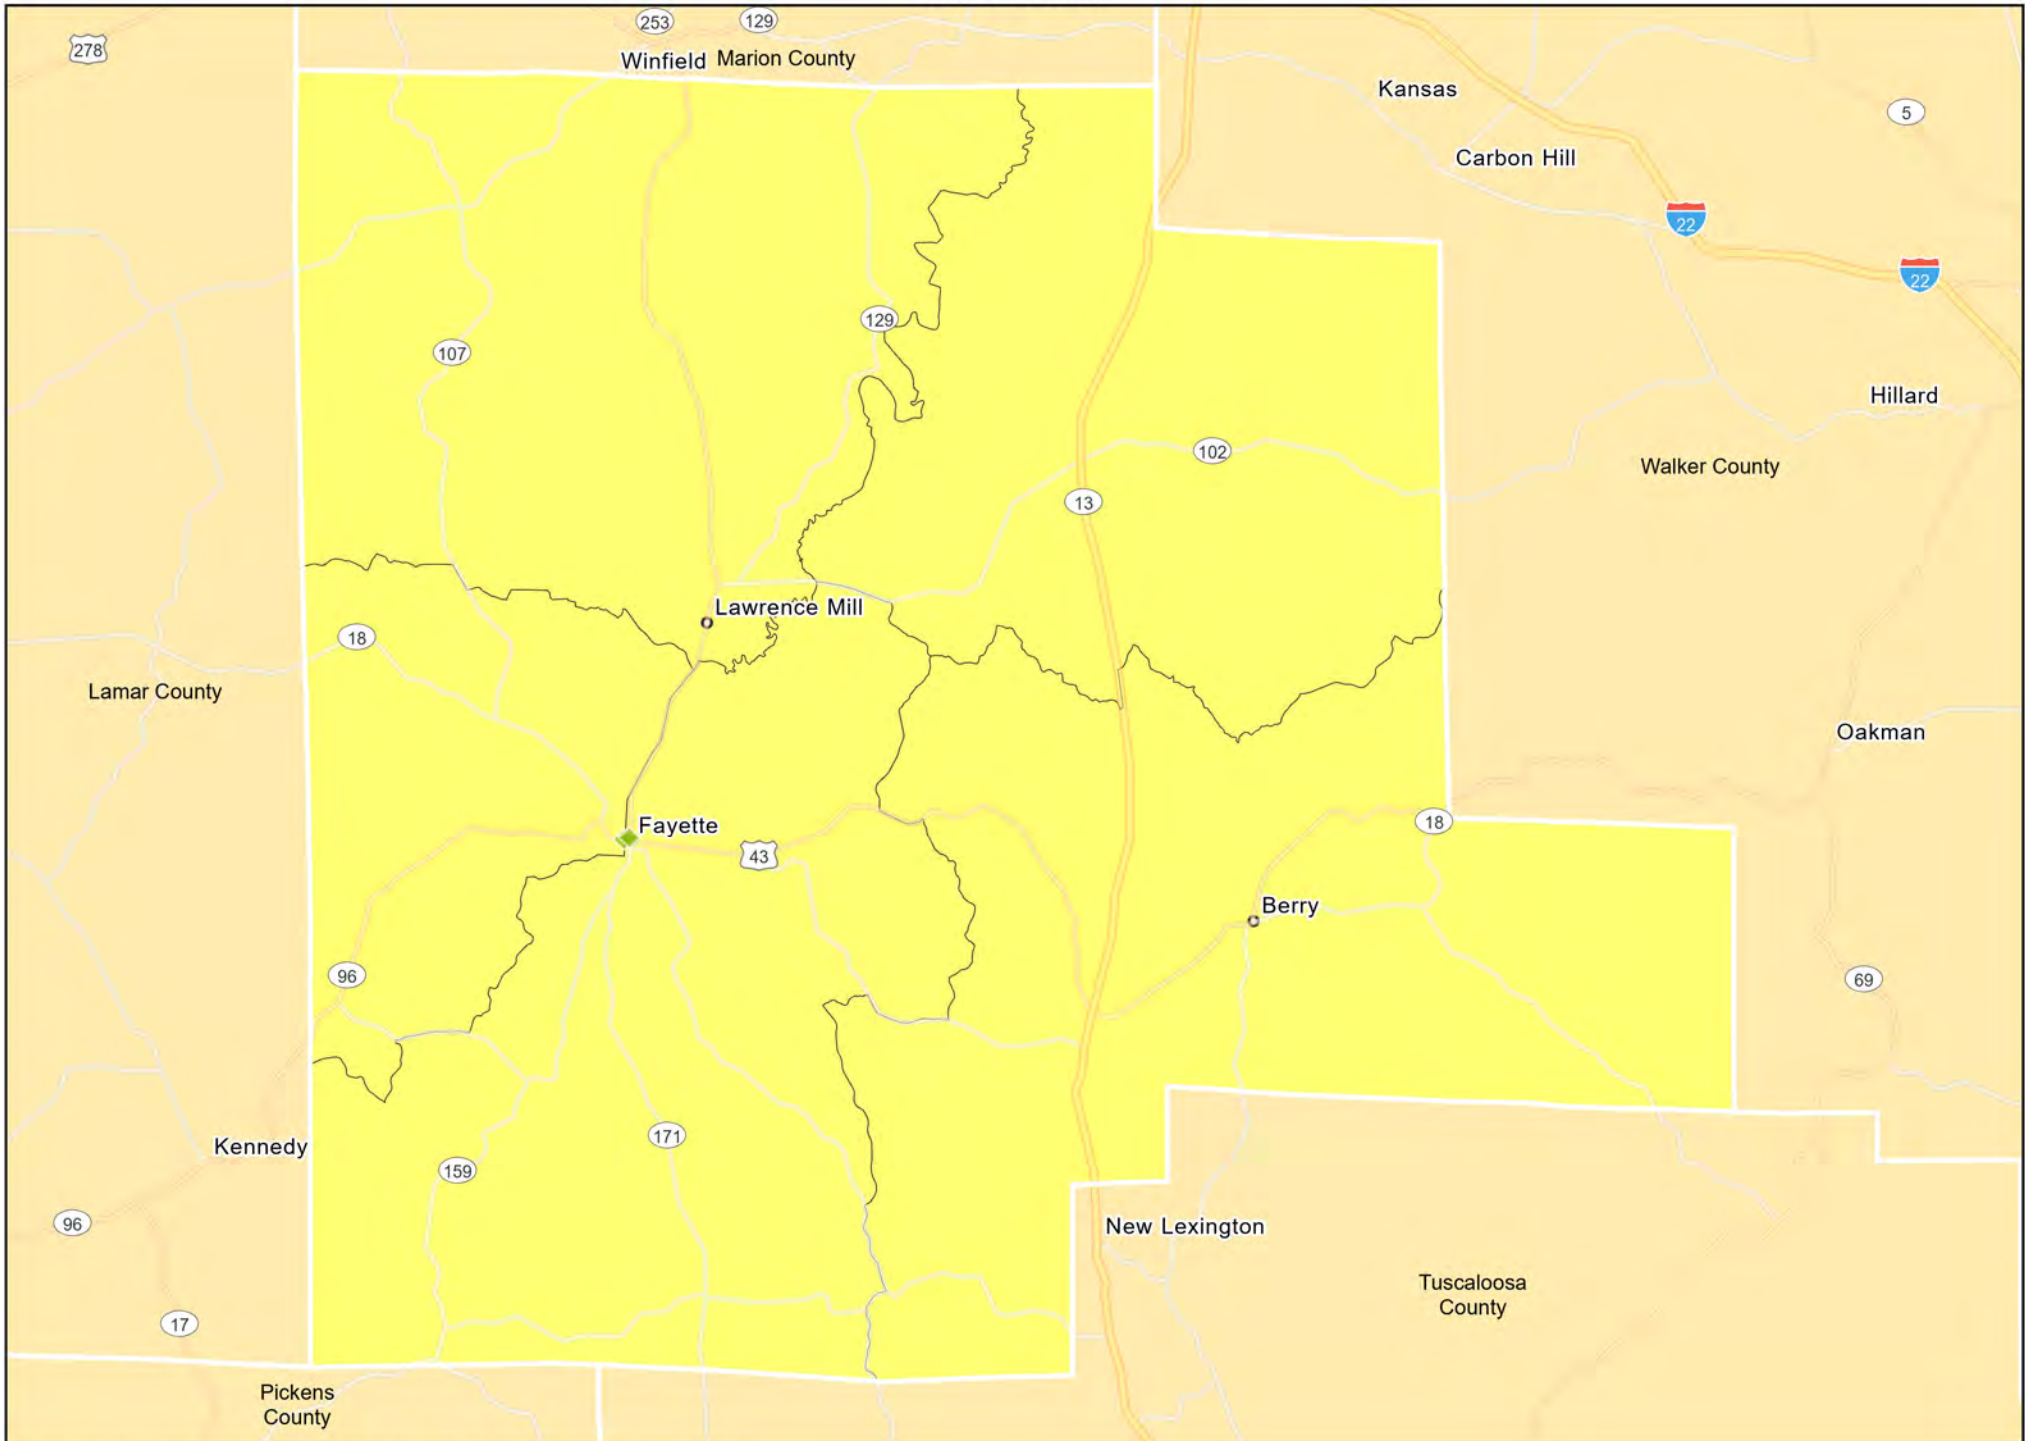 253
129
278
Winfield
Marion County
Kansas
5
Carbon Hill
22
22
129
107
Hillard
102
Walker County
13
Lawrence Mill
18
Lamar County
Oakman
Fayette
18
43
Berry
96
69
171
Kennedy
159
96
New Lexington
Tuscaloosa
County
17
Pickens
County